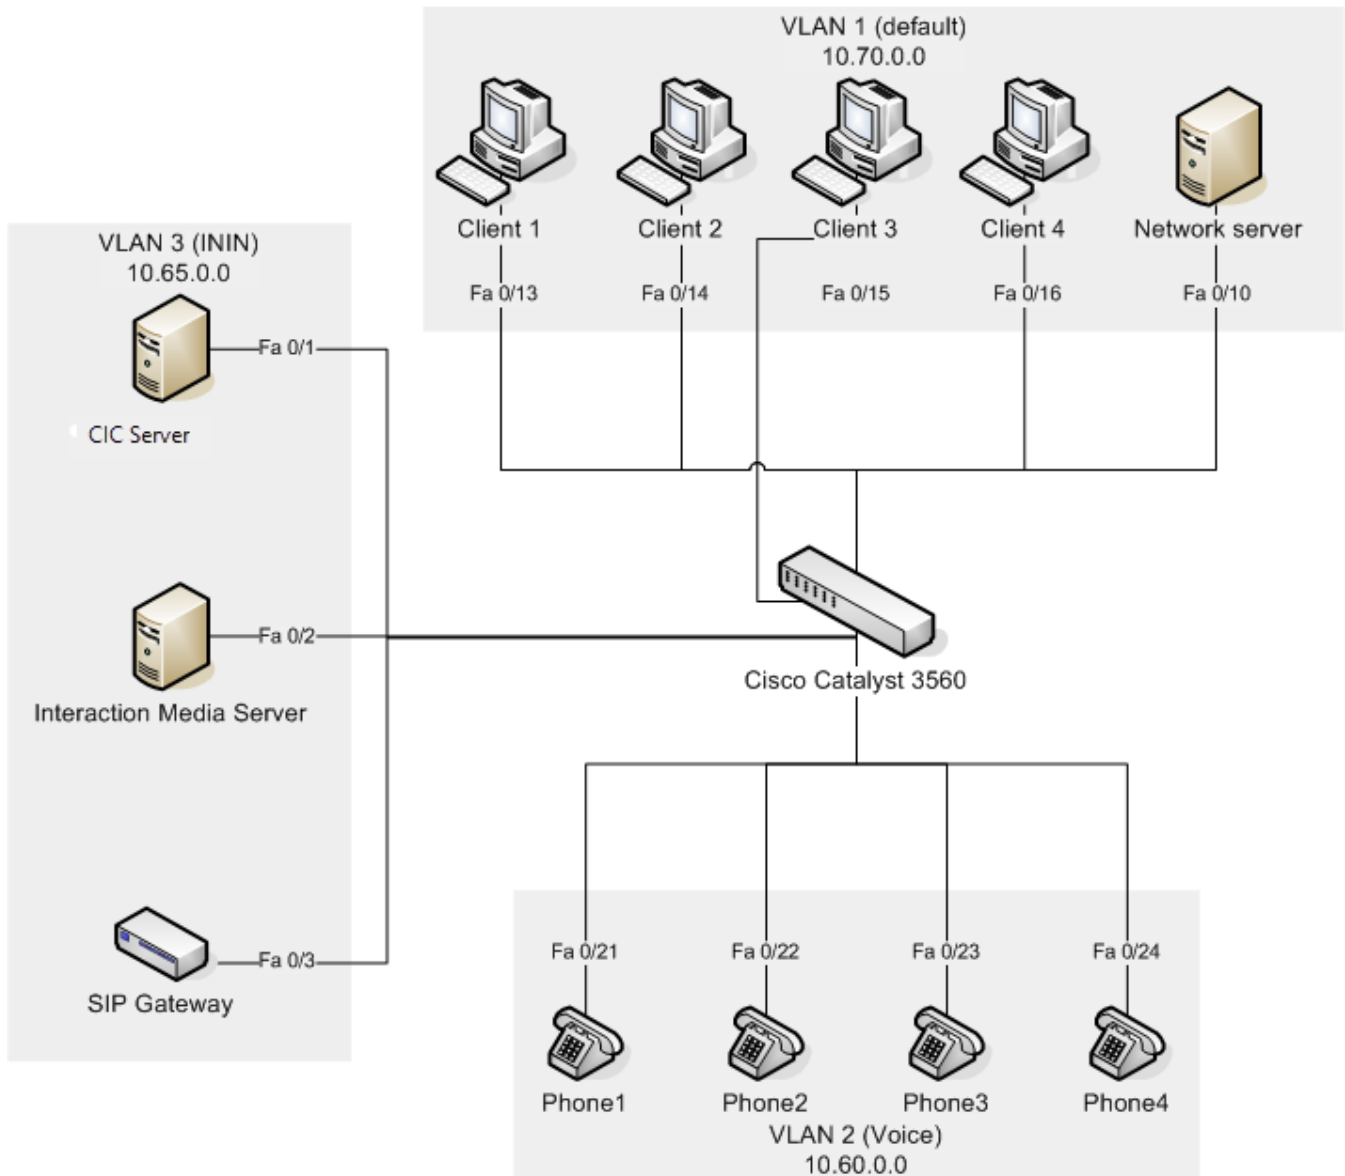 VLAN 1 (default)
10.70.0.0
Client 1
Client 2
Client 3
Client 4
Network server
Fa 0/13
Fa 0/14
Fa 0/15
Fa 0/16
Fa 0/10
VLAN 3 (ININ)
10.65.0.0
Fa 0/1
CIC Server
Fa 0/2
Interaction Media Server
Fa 0/3
SIP Gateway
Cisco Catalyst 3560
Fa 0/21
Fa 0/22
Fa 0/23
Fa 0/24
Phone1
Phone2
Phone3
Phone4
VLAN 2 (Voice)
10.60.0.0